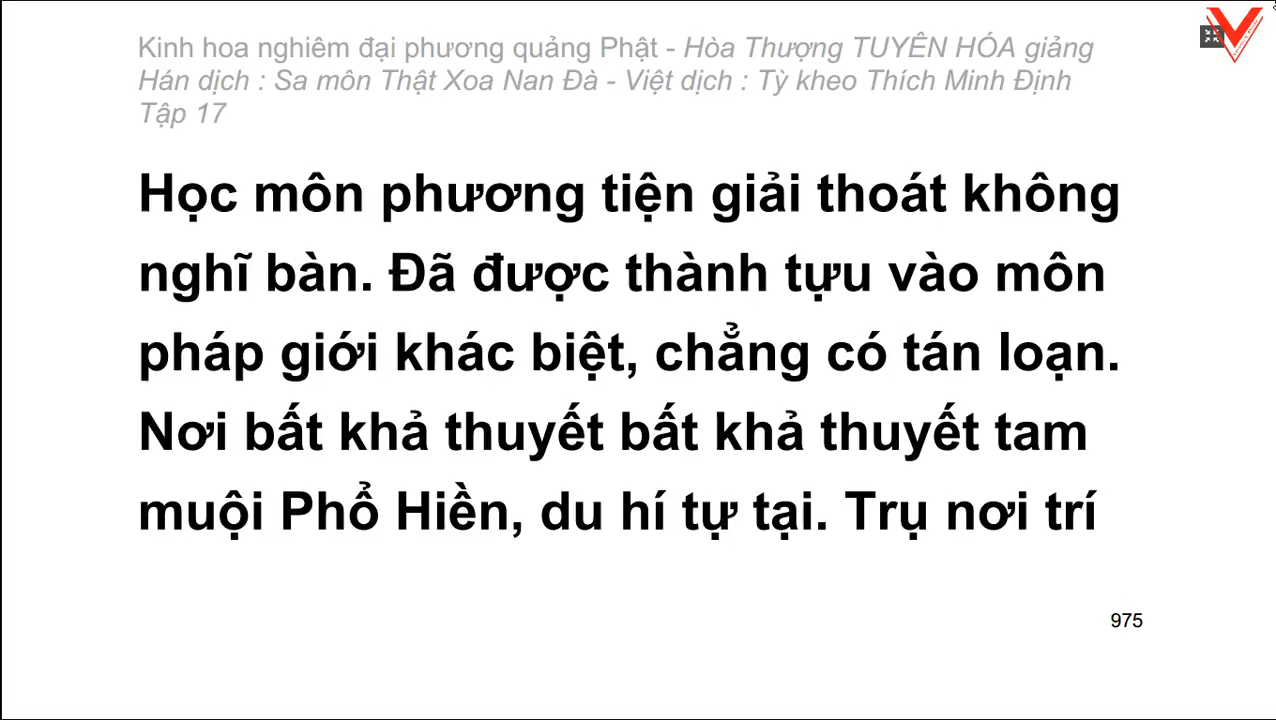 Kinh hoa nghiêm đại phương quảng Phật - Hòa Thượng TUYÊN HÓA giảng
Hán dịch : Sa môn Thật Xoa Nan Đà - Việt dịch : Tỳ kheo Thích Minh Định
Tập 17
Học môn phương tiện giải thoát không
nghĩ bàn. Đã được thành tựu vào môn
pháp giới khác biệt, chẳng có tán loạn.
Nơi bất khả thuyết bất khả thuyết tam
muội Phổ Hiền, du hí tự tại. Trụ nơi trí
975